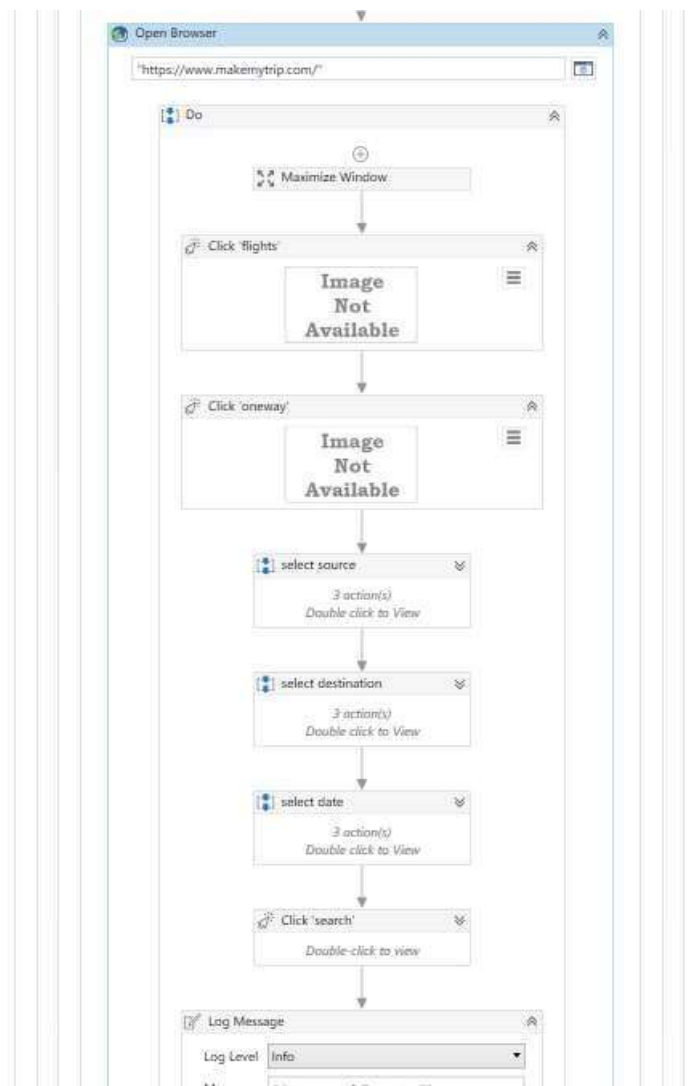 Open Browser
"https://www.makemytrip.com/"
Do
Maximize Window
Click 'flights'
Image
Not
Available
Click 'oneway'
Image
Not
Available
select source
3 action(s)
Double click to View
select destination
3 action(s)
Double click to View
select date
3 action(s)
Double click to View
Click 'search'
Double-click to view
Log Message
Log Level Info